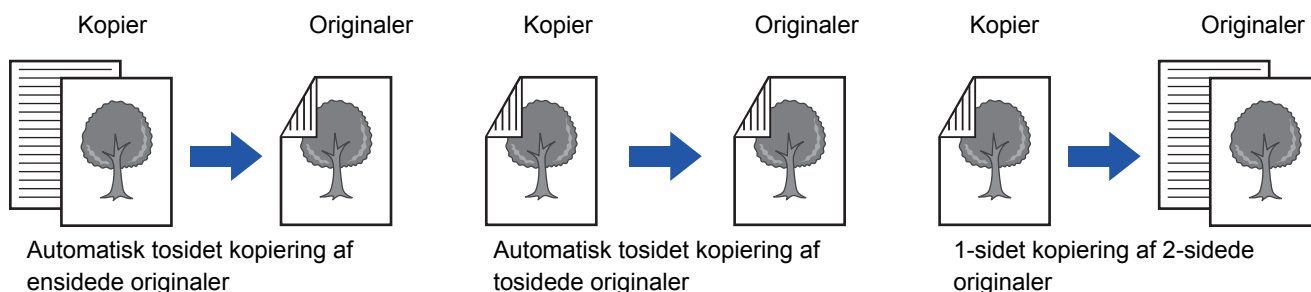 Kopier Originaler Kopier Originaler Kopier Originaler
Automatisk tosidet kopiering af
ensidede originaler
Automatisk tosidet kopiering af
tosidede originaler
1-sidet kopiering af 2-sidede
originaler